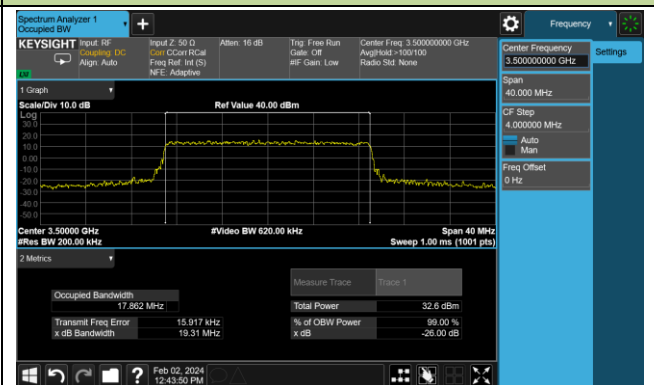 Spectrum Analyzer 1
Occupied BW
Frequency
KEYSIGHT
Input: RF
Coupling: DC
Align: Auto
Input Z: 50 Ω
Corr CCorr RCal
Freq Ref: Int (S)
NFE: Adaptive
Atten: 16 dB
Trig: Free Run
Gate: Off
#IF Gain: Low
Center Freq: 3.500000000 GHz
Avg|Hold:>100/100
Radio Std: None
Center Frequency
3.500000000 GHz
Settings
Span
40.000 MHz
CF Step
4.000000 MHz
Auto
Man
Freq Offset
0 Hz
1 Graph
Scale/Div 10.0 dB
Ref Value 40.00 dBm
Log
30.0
20.0
10.0
0.00
-10.0
-20.0
-30.0
-40.0
-50.0
Center 3.50000 GHz
#Video BW 620.00 kHz
Span 40 MHz
#Res BW 200.00 kHz
Sweep 1.00 ms (1001 pts)
2 Metrics
Measure Trace
Trace 1
Occupied Bandwidth
17.862 MHz
Total Power
32.6 dBm
Transmit Freq Error
15.917 kHz
% of OBW Power
99.00 %
x dB Bandwidth
19.31 MHz
x dB
-26.00 dB
?
Feb 02, 2024
12:43:50 PM